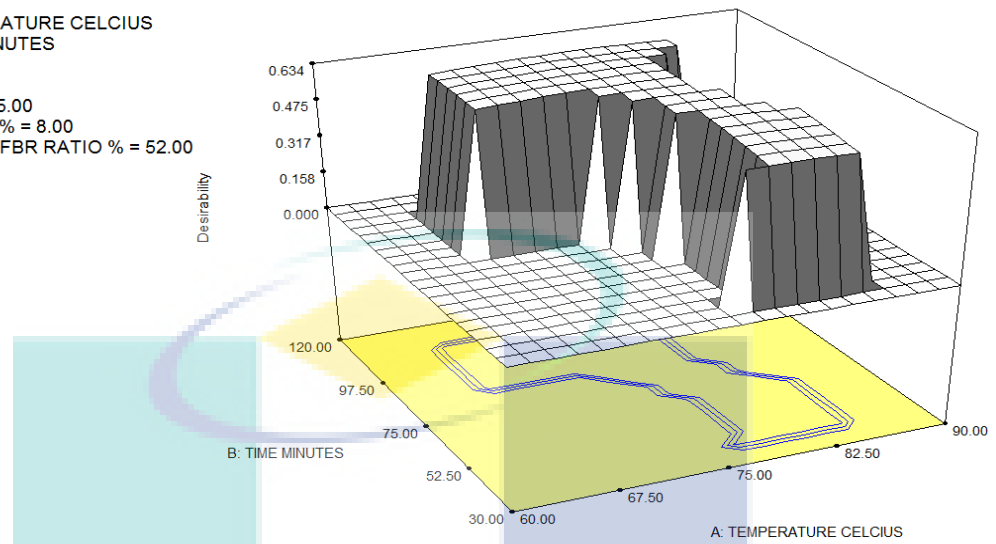 ATURE CELCIUS
NUTES
5.00
% = 8.00
FBR RATIO % = 52.00
0.634
0.475
0.317
0.158
0.000
Desirability
120.00
97.50
75.00
52.50
30.00
B: TIME MINUTES
60.00
67.50
75.00
82.50
90.00
A: TEMPERATURE CELCIUS